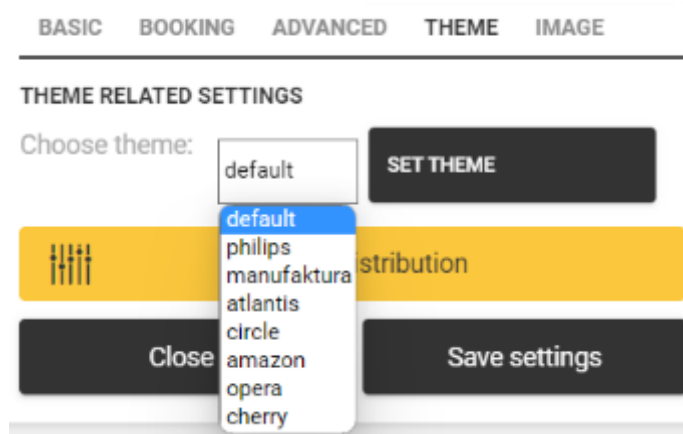 BASIC BOOKING ADVANCED THEME IMAGE
THEME RELATED SETTINGS
Choose theme:
default
SET THEME
default
philips
manufaktura
atlantis
circle
amazon
opera
cherry
stribution
Close
Save settings